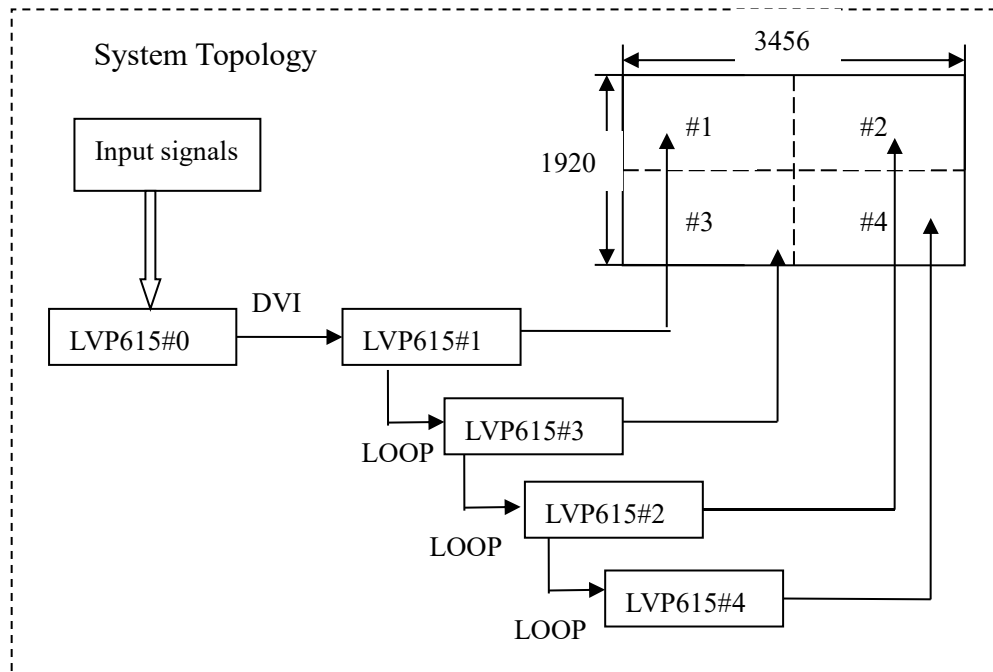 System Topology
3456
Input signals
#1
#2
1920
#3
#4
DVI
LVP615#0
LVP615#1
LVP615#3
LOOP
LVP615#2
LOOP
LVP615#4
LOOP